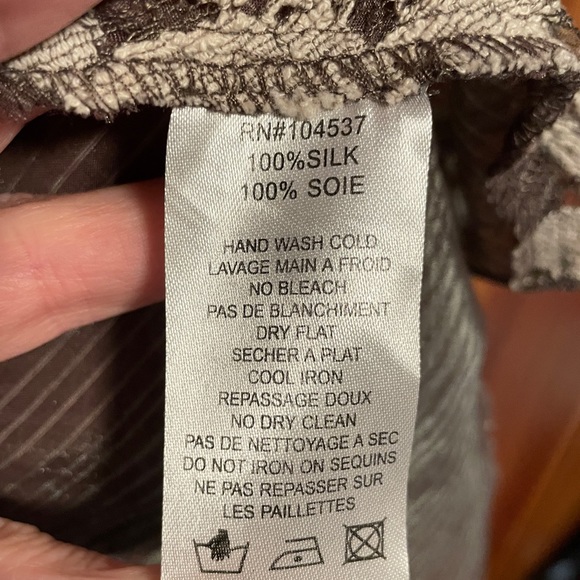 RN#104537
100%SILK
100% SOIE
HAND WASH COLD
LAVAGE MAIN A FROID
NO BLEACH
PAS DE BLANCHIMENT
DRY FLAT
SECHER A PLAT
COOL IRON
REPASSAGE DOUX
NO DRY CLEAN
PAS DE NETTOYAGE A SEC
DO NOT IRON ON SEQUINS
NE PAS REPASSER SUR
LES PAILLETTES